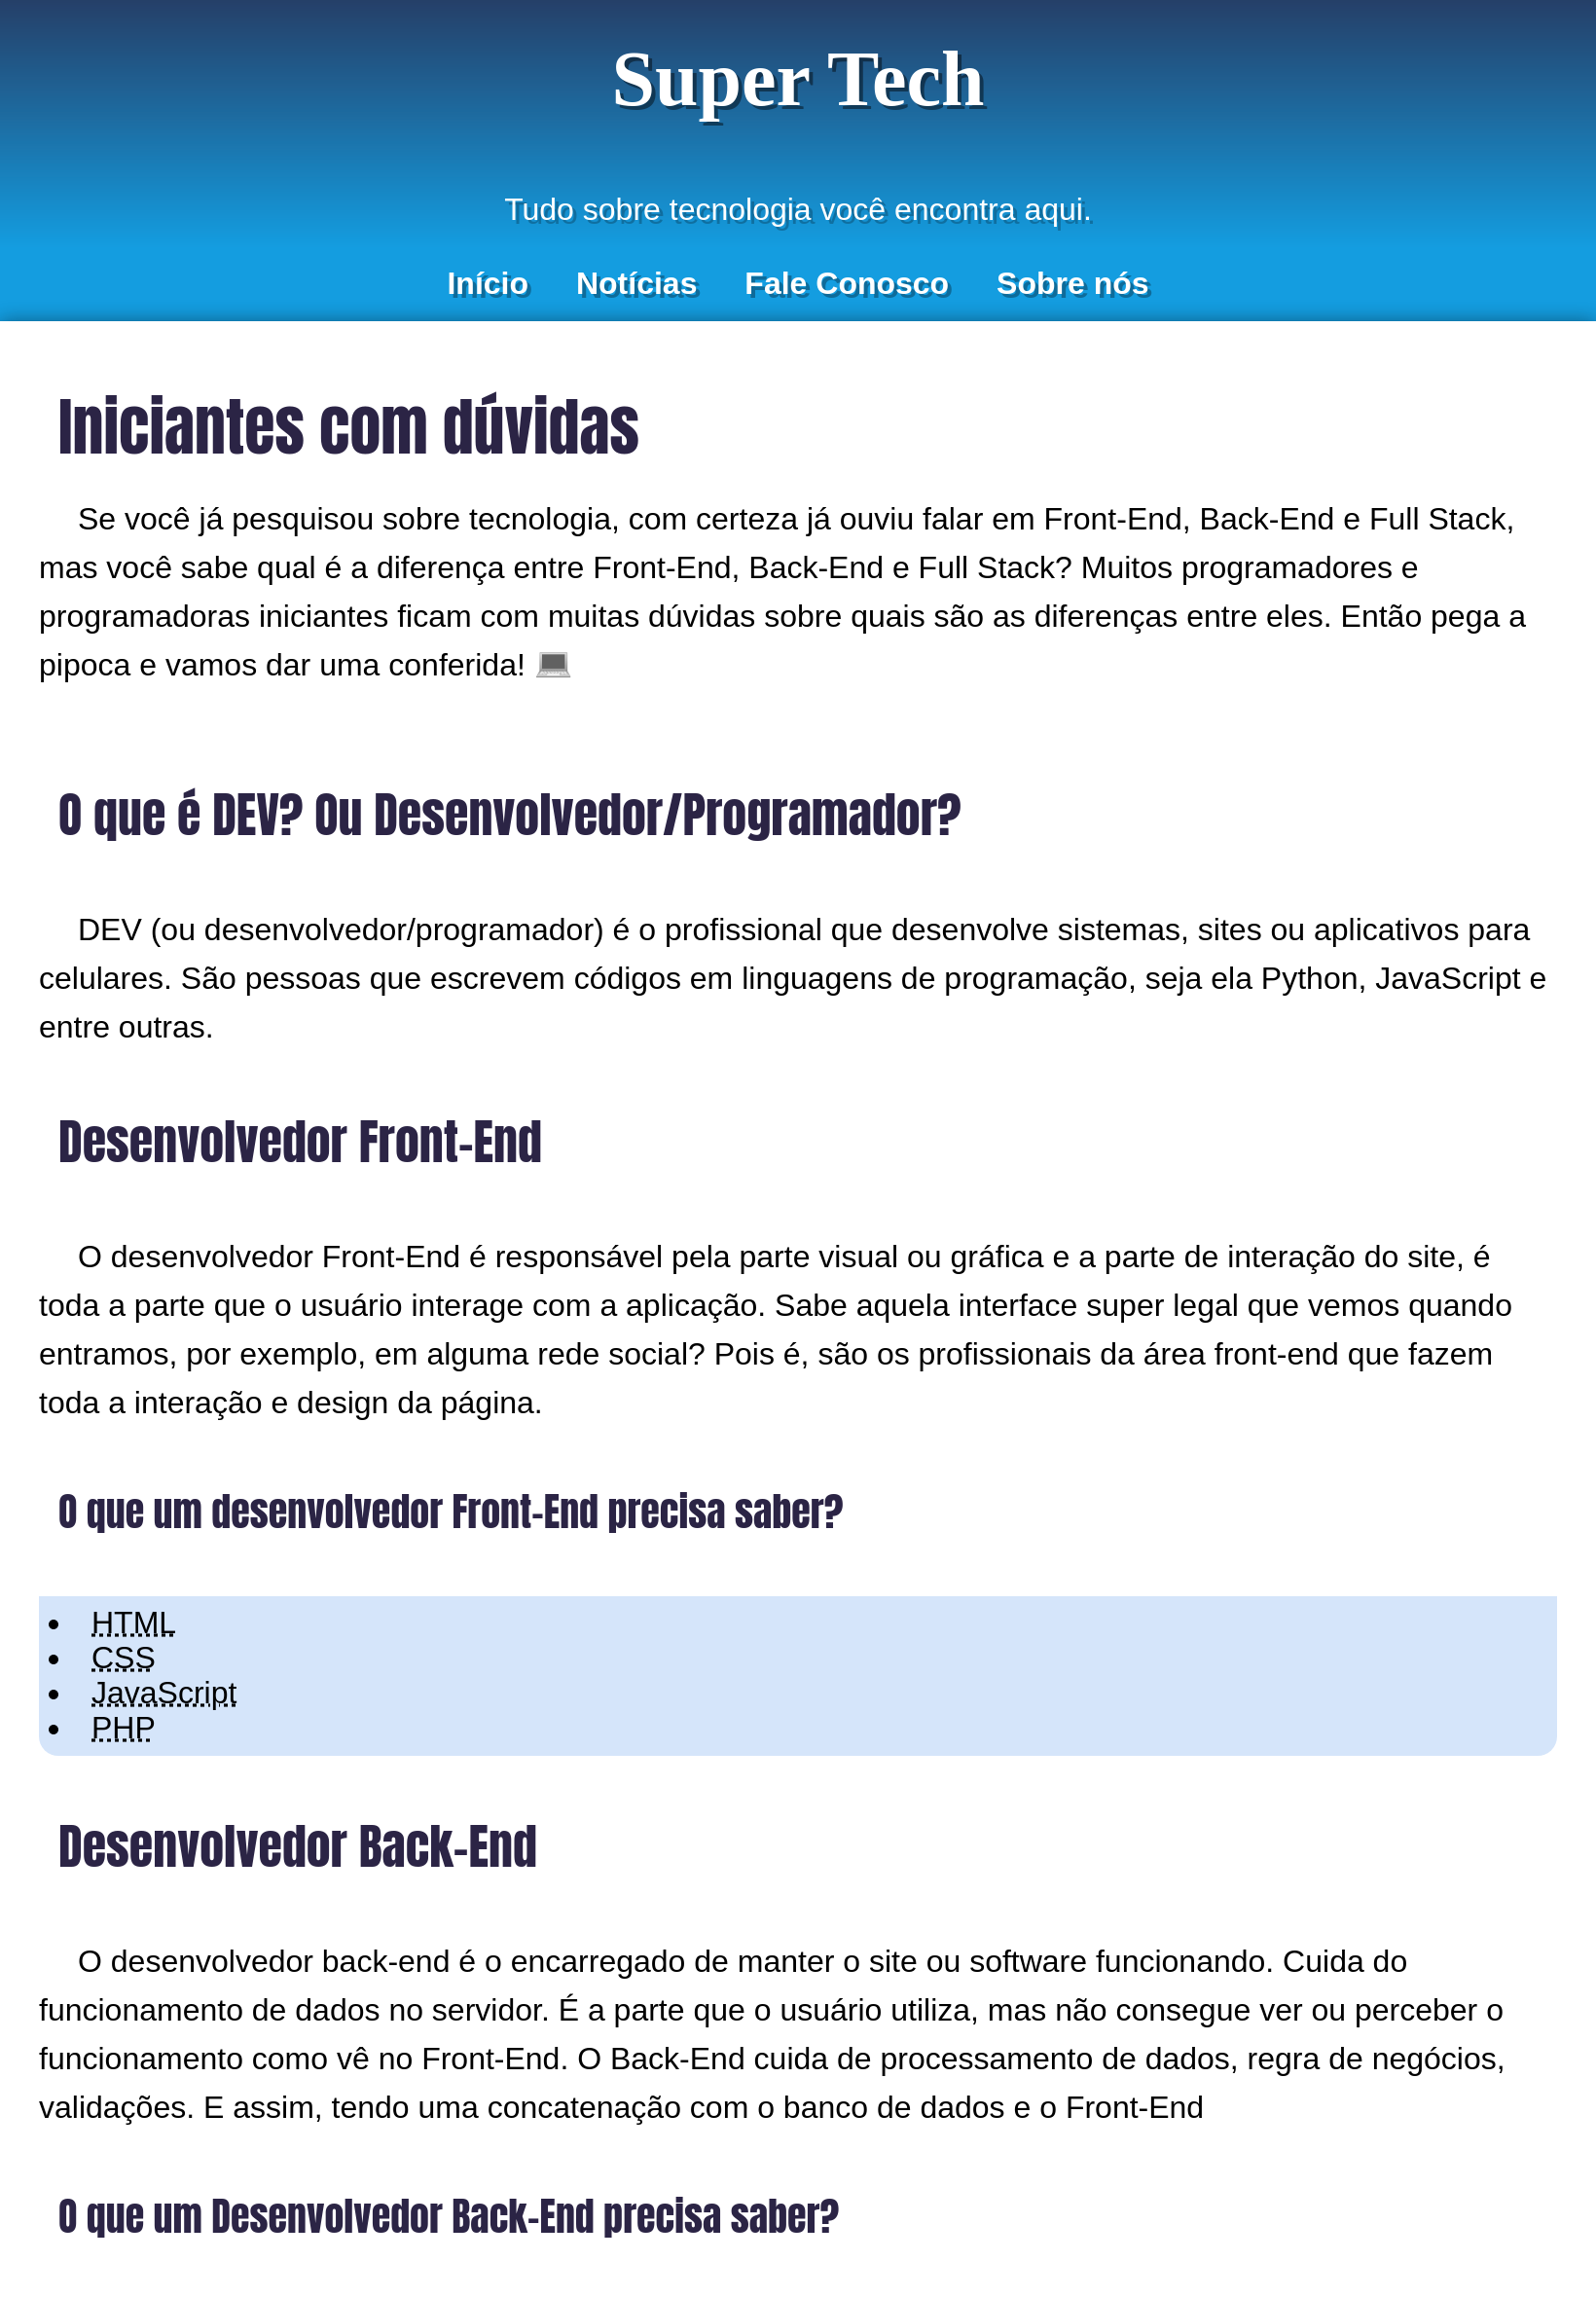 Super Tech
Tudo sobre tecnologia você encontra aqui.
Início Notícias Fale Conosco Sobre nós
Iniciantes com dúvidas
Se você já pesquisou sobre tecnologia, com certeza já ouviu falar em Front-End, Back-End e Full Stack,
mas você sabe qual é a diferença entre Front-End, Back-End e Full Stack? Muitos programadores e
programadoras iniciantes ficam com muitas dúvidas sobre quais são as diferenças entre eles. Então pega a
pipoca e vamos dar uma conferida! 💻
O que é DEV? Ou Desenvolvedor/Programador?
DEV (ou desenvolvedor/programador) é o profissional que desenvolve sistemas, sites ou aplicativos para
celulares. São pessoas que escrevem códigos em linguagens de programação, seja ela Python, JavaScript e
entre outras.
Desenvolvedor Front-End
O desenvolvedor Front-End é responsável pela parte visual ou gráfica e a parte de interação do site, é
toda a parte que o usuário interage com a aplicação. Sabe aquela interface super legal que vemos quando
entramos, por exemplo, em alguma rede social? Pois é, são os profissionais da área front-end que fazem
toda a interação e design da página.
O que um desenvolvedor Front-End precisa saber?
• HTML
• CSS
• JavaScript
• PHP
Desenvolvedor Back-End
O desenvolvedor back-end é o encarregado de manter o site ou software funcionando. Cuida do
funcionamento de dados no servidor. É a parte que o usuário utiliza, mas não consegue ver ou perceber o
funcionamento como vê no Front-End. O Back-End cuida de processamento de dados, regra de negócios,
validações. E assim, tendo uma concatenação com o banco de dados e o Front-End
O que um Desenvolvedor Back-End precisa saber?